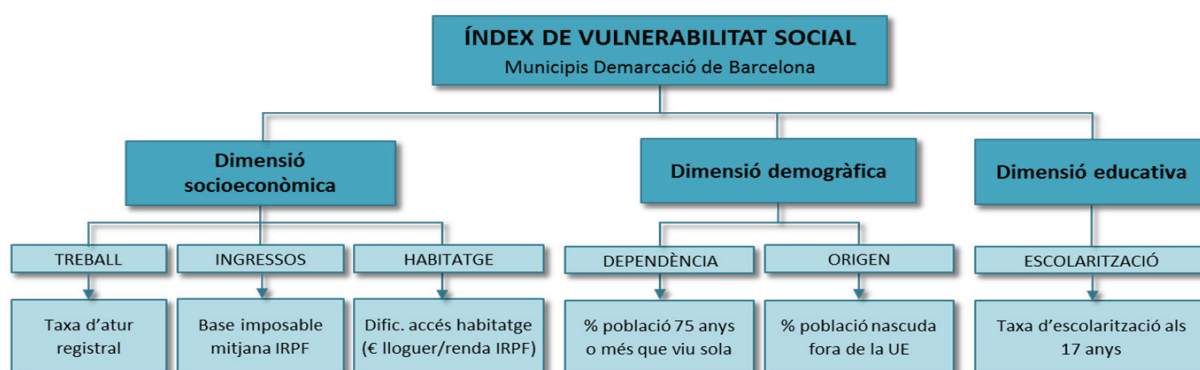 ÍNDEX DE VULNERABILITAT SOCIAL
Municipis Demarcació de Barcelona
Dimensió
socioeconòmica
Dimensió demogràfica
Dimensió educativa
TREBALL
INGRESSOS
HABITATGE
DEPENDÈNCIA
ORIGEN
ESCOLARITZACIÓ
Taxa d'atur
registral
Base imposable
mitjana IRPF
Dific. accés habitatge
(€ lloguer/renda IRPF)
% població 75 anys
o més que viu sola
% població nascuda
fora de la UE
Taxa d'escolarització als
17 anys